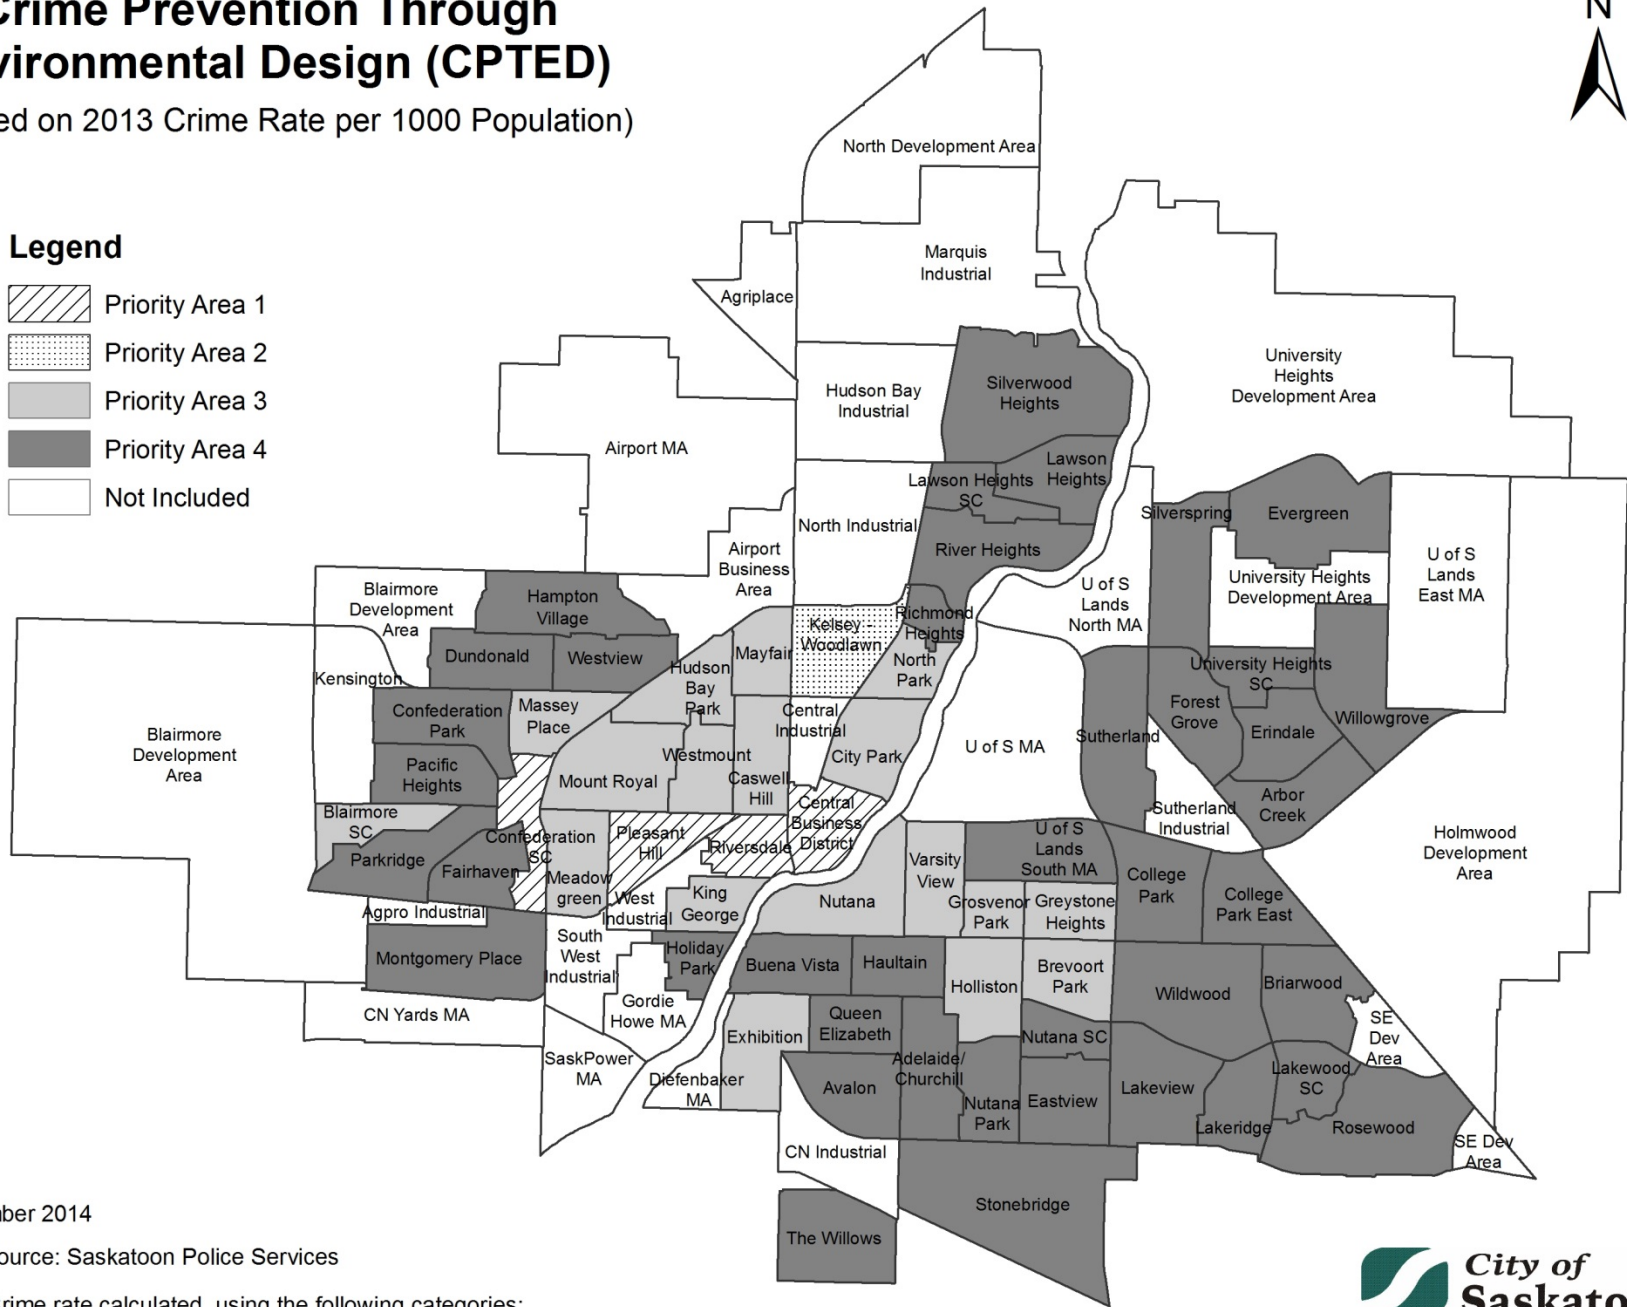 Crime Prevention Through
vironmental Design (CPTED)
ed on 2013 Crime Rate per 1000 Population)
N
Legend
Priority Area 1
Priority Area 2
Priority Area 3
Priority Area 4
Not Included
North Development Area
Marquis
Industrial
Agriplace
University
Heights
Development Area
Hudson Bay
Industrial
Silverwood
Heights
Airport MA
Lawson
Heights
Lawson Heights
SC
North Industrial
Silverspring
Evergreen
River Heights
Airport
Business
Area
U of S
Lands
East MA
University Heights
Development Area
U of S
Lands
North MA
Blairmore
Development
Area
Hampton
Village
Richmond
Heights
Kelsey -
Woodlawn
Mayfair
Dundonald
Westview
North
Park
Hudson
Bay
Park
Kensington
University Heights
SC
Massey
Place
Confederation
Park
Forest
Grove
Willowgrove
Erindale
Central
Industrial
Blairmore
Development
Area
Sutherland
U of S MA
City Park
Westmount
Pacific
Heights
Mount Royal
Caswell
Hill
Arbor
Creek
Sutherland
Industrial
Central
Business
District
Blairmore
SC
Confederation
SC
Pleasant
Hill
Riversdale
U of S
Lands
South MA
Holmwood
Development
Area
Parkridge
Fairhaven
Varsity
View
College
Park
Meadow
green
King
George
Nutana
Grosvenor
Park
Greystone
Heights
College
Park East
West
Industrial
Agpro Industrial
South
West
Industrial
Montgomery Place
Holiday
Park
Buena Vista
Haultain
Holliston
Brevoort
Park
Wildwood
Briarwood
Gordie
Howe MA
CN Yards MA
Exhibition
Queen
Elizabeth
Nutana SC
SE
Dev
Area
SaskPower
MA
Diefenbaker
MA
Avalon
Adelaide/
Churchill
Nutana
Park
Eastview
Lakeview
Lakewood
SC
Lakeridge
Rosewood
CN Industrial
SE Dev
Area
Stonebridge
The Willows
ber 2014
ource: Saskatoon Police Services
rime rate calculated using the following categories:
City of
Saskato